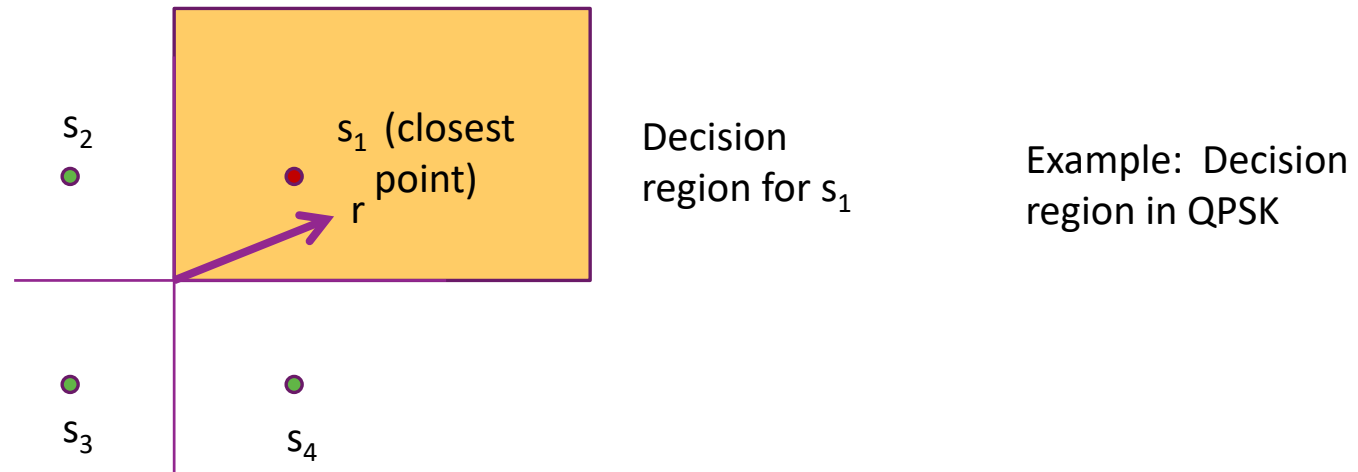 s₂
s₁ (closest
point)
r
Decision
region for s₁
Example: Decision
region in QPSK
s₃
s₄